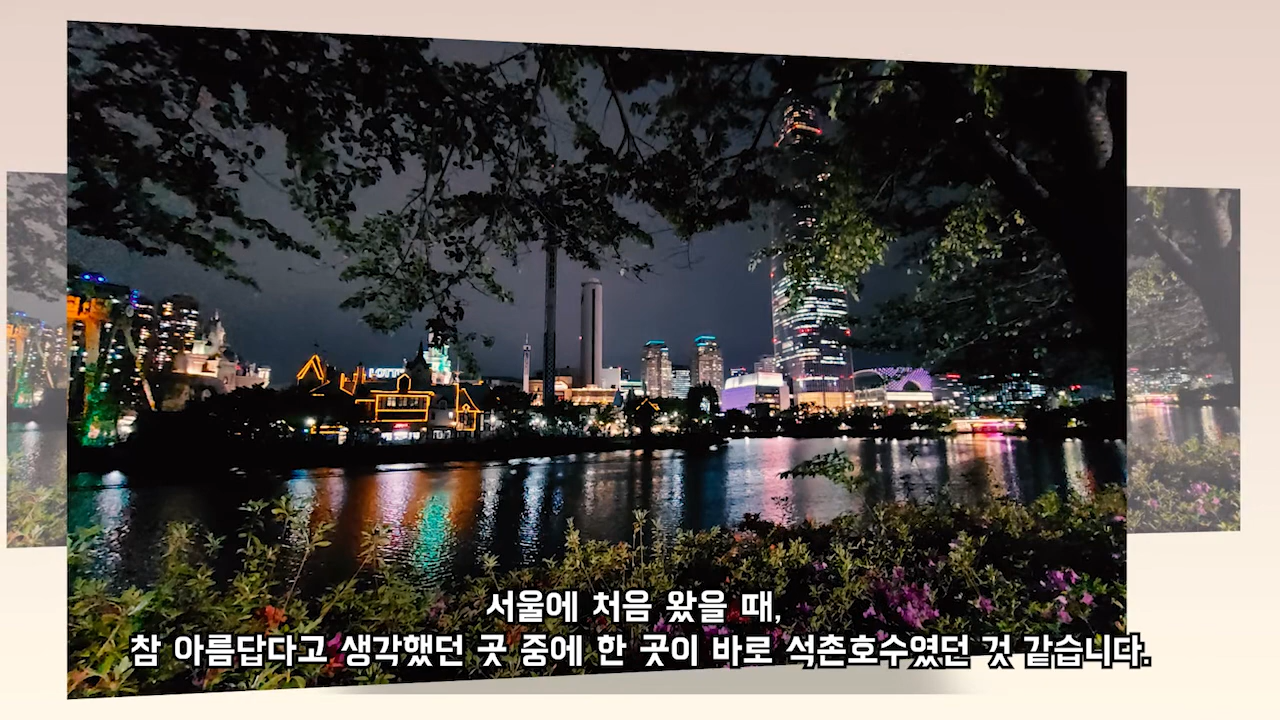 LOTTE
서울에 처음 왔을 때,
참 아름답다고 생각했던 곳 중에 한 곳이 바로 석촌호수였던 것 같습니다.